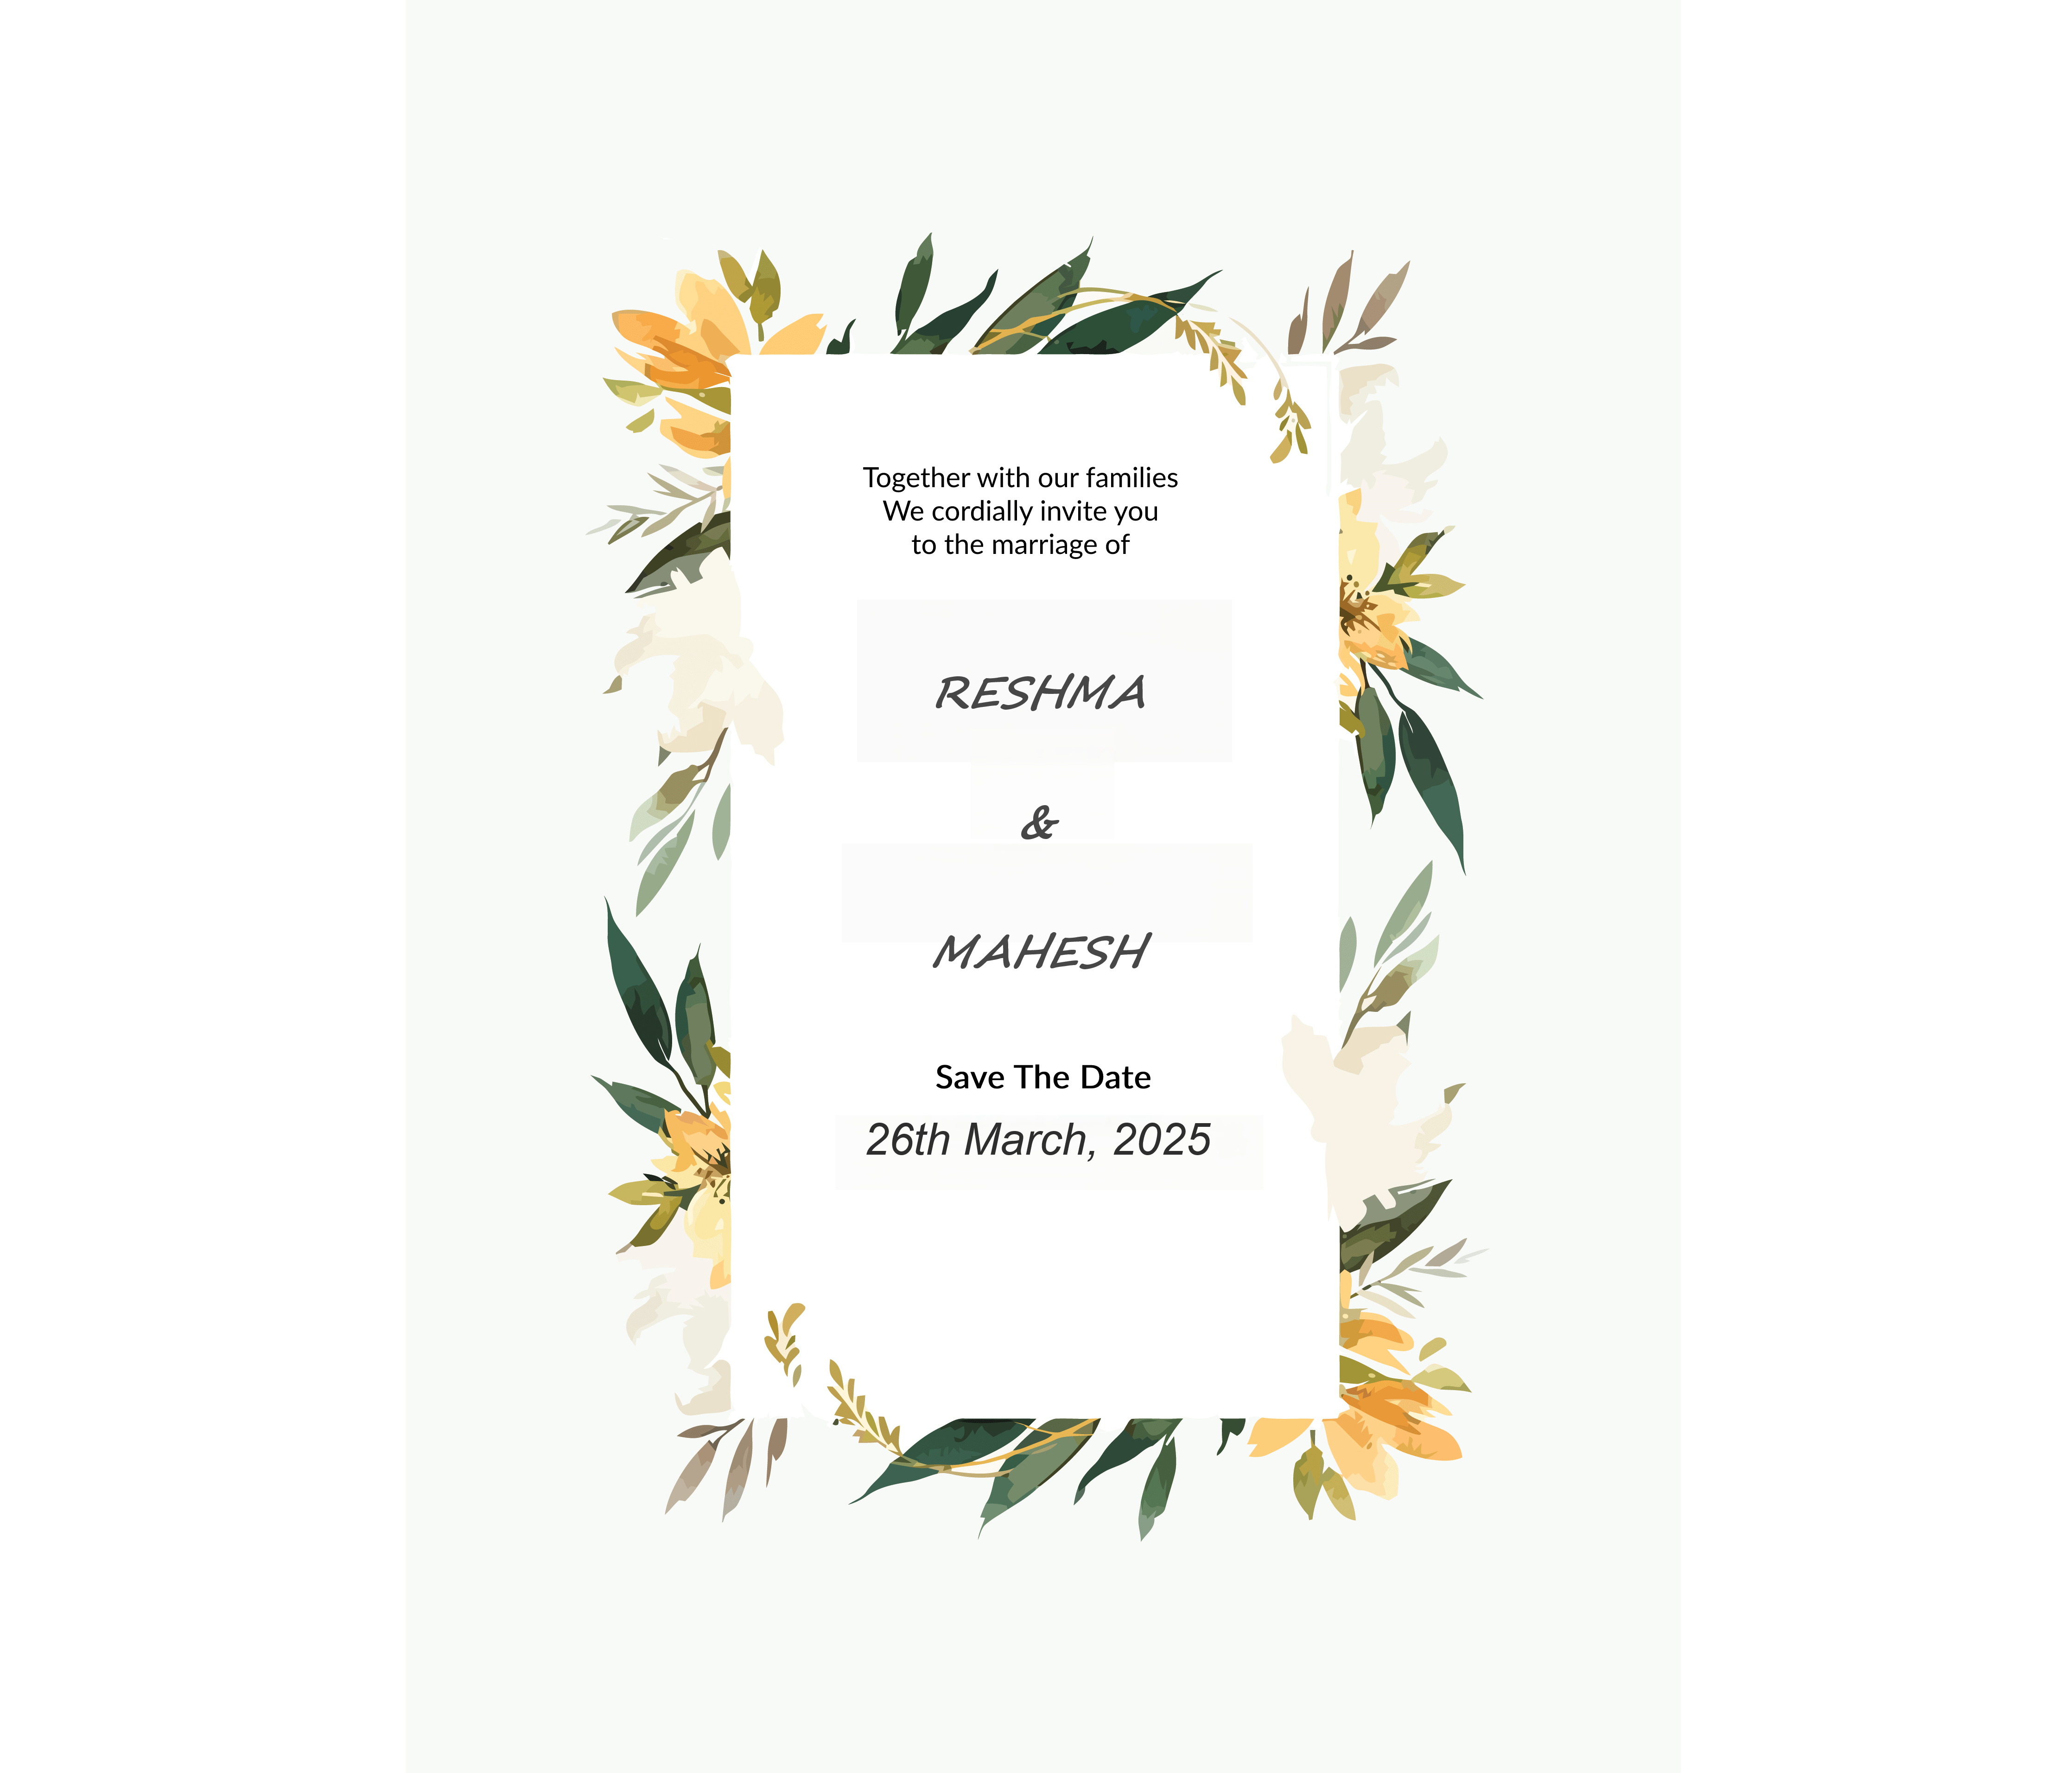 Together with our families
We cordially invite you
to the marriage of
RESHMA
&
MAHESH
Save The Date
26th March, 2025